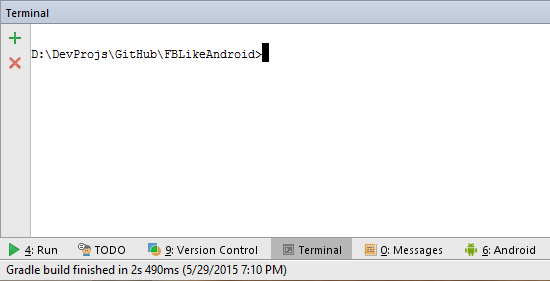 Terminal
D:\DevProjs\GitHub\FBLikeAndroid>
4: Run TODO 9: Version Control Terminal 0: Messages 6: Android
Gradle build finished in 2s 490ms (5/29/2015 7:10 PM)